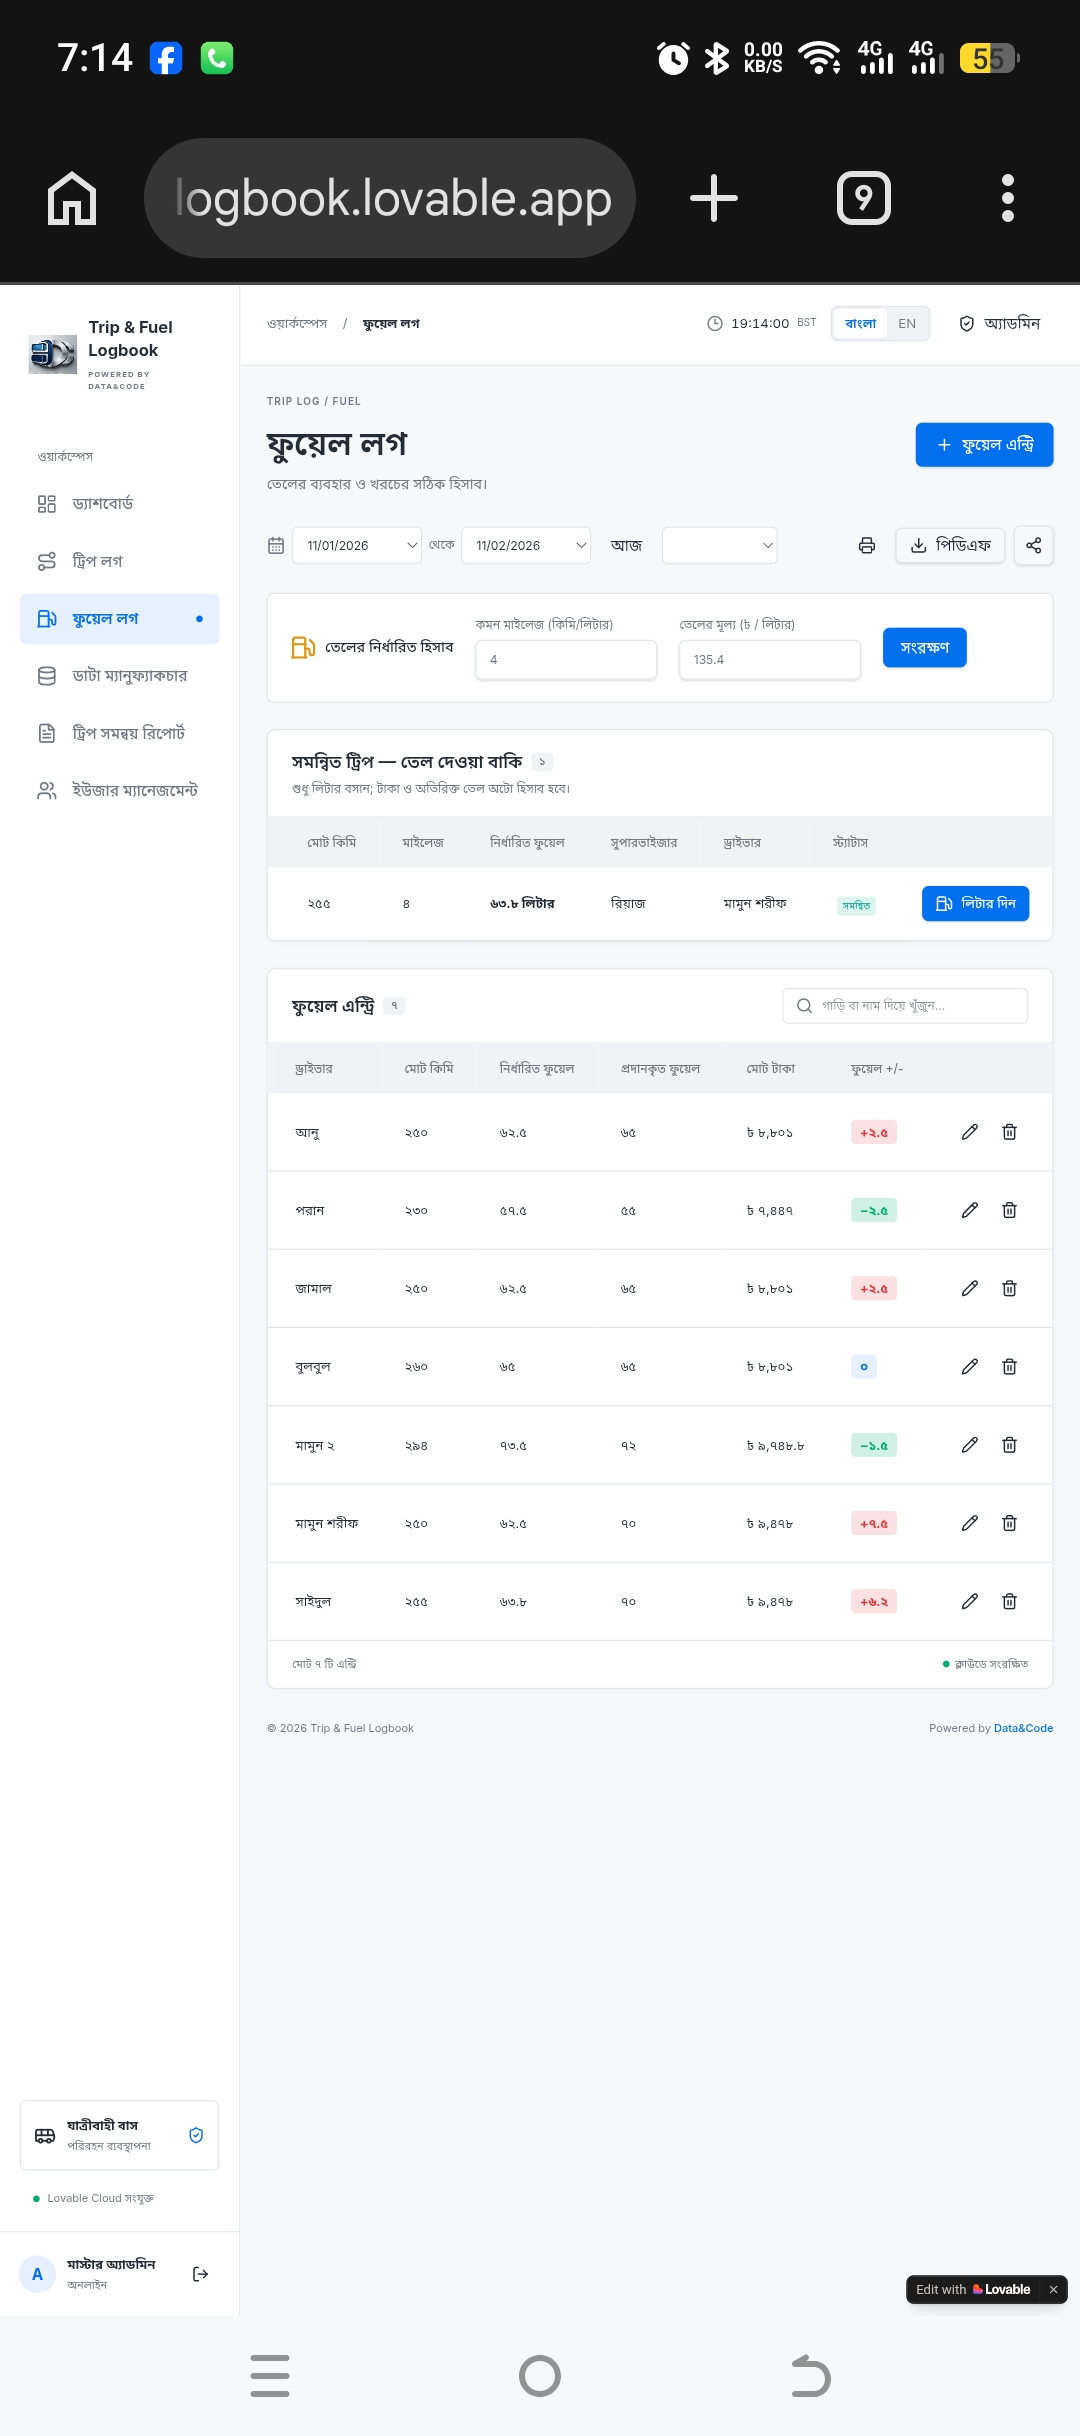 7:14
0.00
KB/S
4G
4G
55
logbook.lovable.app
9
Trip & Fuel
Logbook
POWERED BY
DATA&CODE
ওয়ার্কস্পেস
ড্যাশবোর্ড
ট্রিপ লগ
ফুয়েল লগ
ডাটা ম্যানুফ্যাকচার
ট্রিপ সমন্বয় রিপোর্ট
ইউজার ম্যানেজমেন্ট
ওয়ার্কস্পেস / ফুয়েল লগ
19:14:00 BST
বাংলা EN
অ্যাডমিন
TRIP LOG / FUEL
ফুয়েল লগ
তেলের ব্যবহার ও খরচের সঠিক হিসাব।
+ ফুয়েল এন্ট্রি
11/01/2026 থেকে 11/02/2026 আজ
পিডিএফ
তেলের নির্ধারিত হিসাব
কমন মাইলেজ (কিমি/লিটার)
4
তেলের মূল্য (৳ / লিটার)
135.4
সংরক্ষণ
সমন্বিত ট্রিপ — তেল দেওয়া বাকি ১
শুধু লিটার বসান; টাকা ও অতিরিক্ত তেল অটো হিসাব হবে।
মোট কিমি মাইলেজ নির্ধারিত ফুয়েল সুপারভাইজার ড্রাইভার স্ট্যাটাস
২৫৫ ৪ ৬৩.৮ লিটার রিয়াজ মামুন শরীফ সমন্বিত লিটার দিন
ফুয়েল এন্ট্রি ৭
গাড়ি বা নাম দিয়ে খুঁজুন...
ড্রাইভার মোট কিমি নির্ধারিত ফুয়েল প্রদানকৃত ফুয়েল মোট টাকা ফুয়েল +/-
আনু ২৫০ ৬২.৫ ৬৫ ৳ ৮,৮০১ +২.৫
পরান ২৩০ ৫৭.৫ ৫৫ ৳ ৭,৪৪৭ −২.৫
জামাল ২৫০ ৬২.৫ ৬৫ ৳ ৮,৮০১ +২.৫
বুলবুল ২৬০ ৬৫ ৬৫ ৳ ৮,৮০১ ০
মামুন ২ ২৯৪ ৭৩.৫ ৭২ ৳ ৯,৭৪৮.৮ −১.৫
মামুন শরীফ ২৫০ ৬২.৫ ৭০ ৳ ৯,৪৭৮ +৭.৫
সাইদুল ২৫৫ ৬৩.৮ ৭০ ৳ ৯,৪৭৮ +৬.২
মোট ৭ টি এন্ট্রি
ক্লাউডে সংরক্ষিত
© 2026 Trip & Fuel Logbook
Powered by Data&Code
যাত্রীবাহী বাস
পরিবহন ব্যবস্থাপনা
Lovable Cloud সংযুক্ত
A
মাস্টার অ্যাডমিন
অনলাইন
Edit with Lovable ×